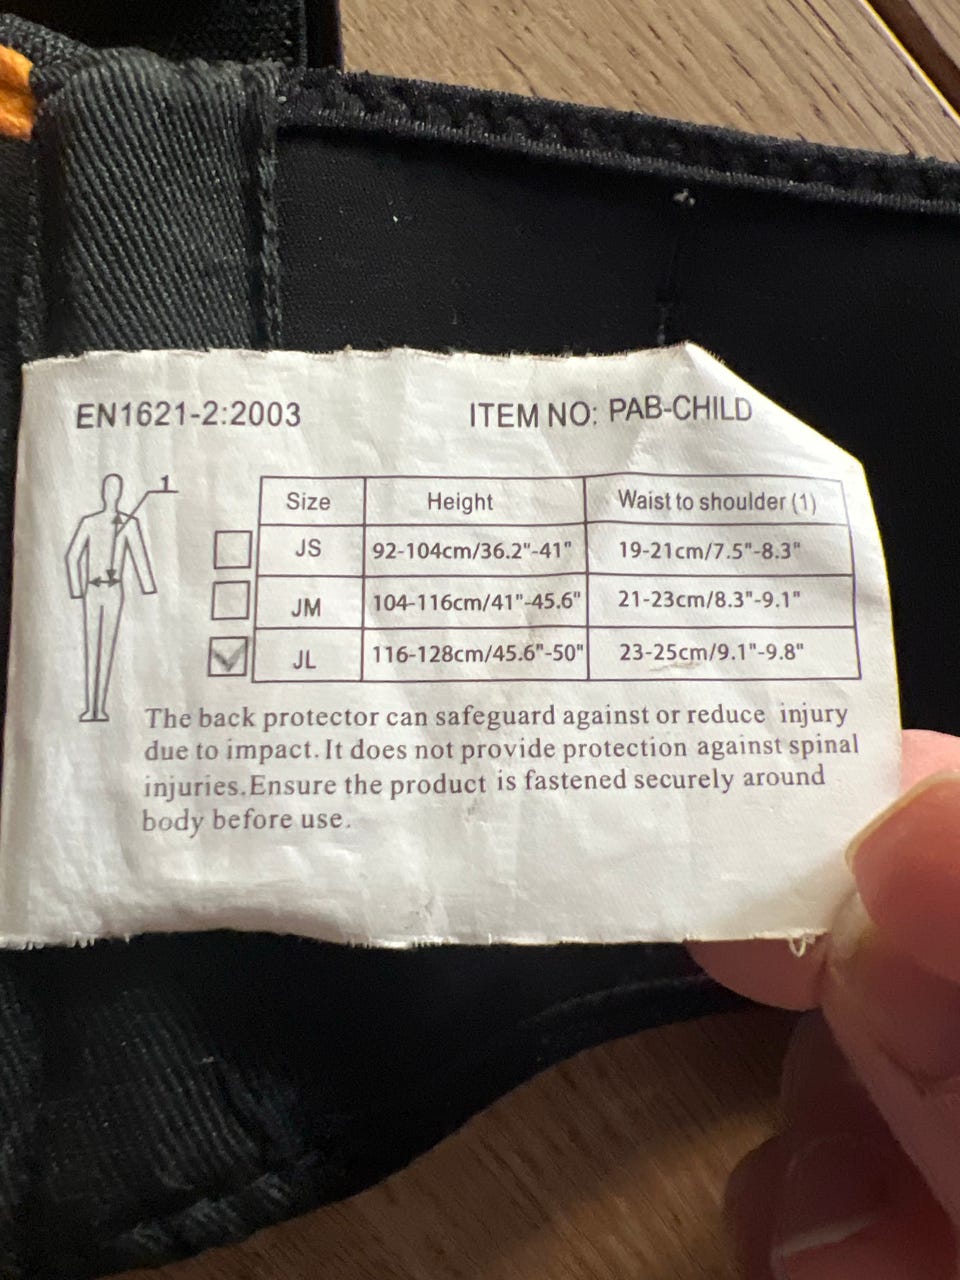 EN1621-2:2003 ITEM NO: PAB-CHILD
1
Size Height Waist to shoulder (1)
JS 92-104cm/36.2"-41" 19-21cm/7.5"-8.3"
JM 104-116cm/41"-45.6" 21-23cm/8.3"-9.1"
JL 116-128cm/45.6"-50" 23-25cm/9.1"-9.8"
The back protector can safeguard against or reduce injury
due to impact. It does not provide protection against spinal
injuries.Ensure the product is fastened securely around
body before use.